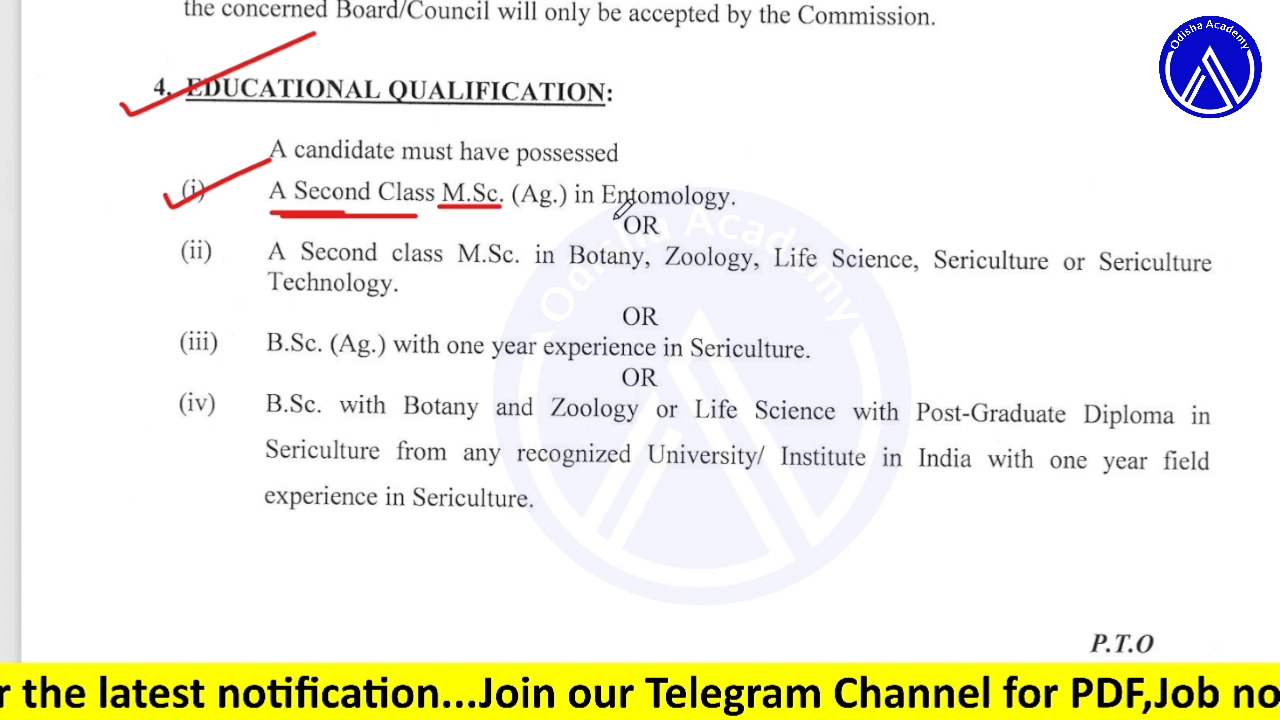 the concerned Board/Council will only be accepted by the Commission.
Odisha Academy
4. EDUCATIONAL QUALIFICATION:
A candidate must have possessed
(i) A Second Class M.Sc. (Ag.) in Entomology.
OR
(ii) A Second class M.Sc. in Botany, Zoology, Life Science, Sericulture or Sericulture
Technology.
OR
(iii) B.Sc. (Ag.) with one year experience in Sericulture.
OR
(iv) B.Sc. with Botany and Zoology or Life Science with Post-Graduate Diploma in
Sericulture from any recognized University/ Institute in India with one year field
experience in Sericulture.
Odisha Academy
P.T.O
r the latest notification...Join our Telegram Channel for PDF,Job no